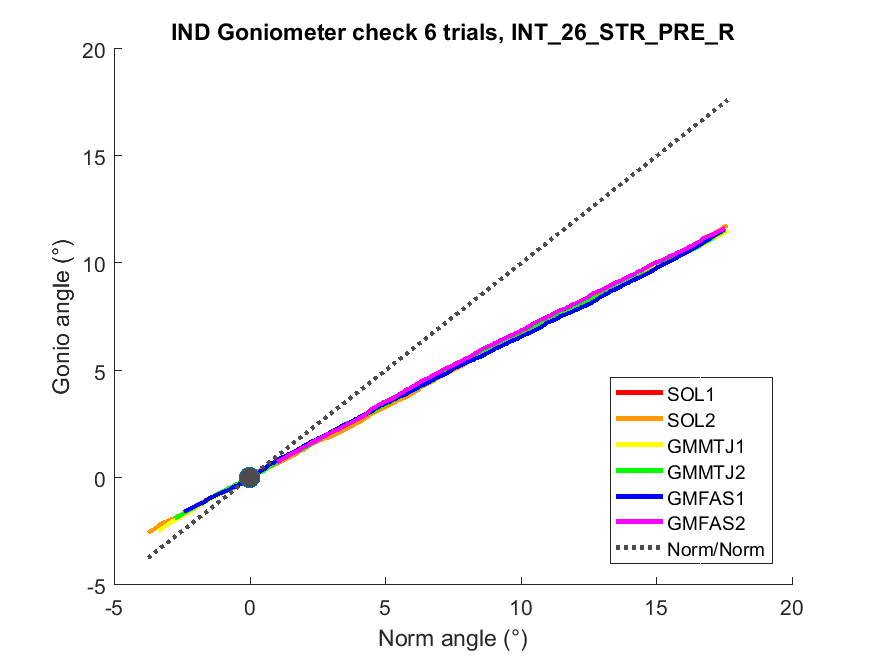 IND Goniometer check 6 trials, INT_26_STR_PRE_R
20
15
10
5
0
-5
Gonio angle (°)
-5 0 5 10 15 20
Norm angle (°)
SOL1
SOL2
GMMTJ1
GMMTJ2
GMFAS1
GMFAS2
Norm/Norm